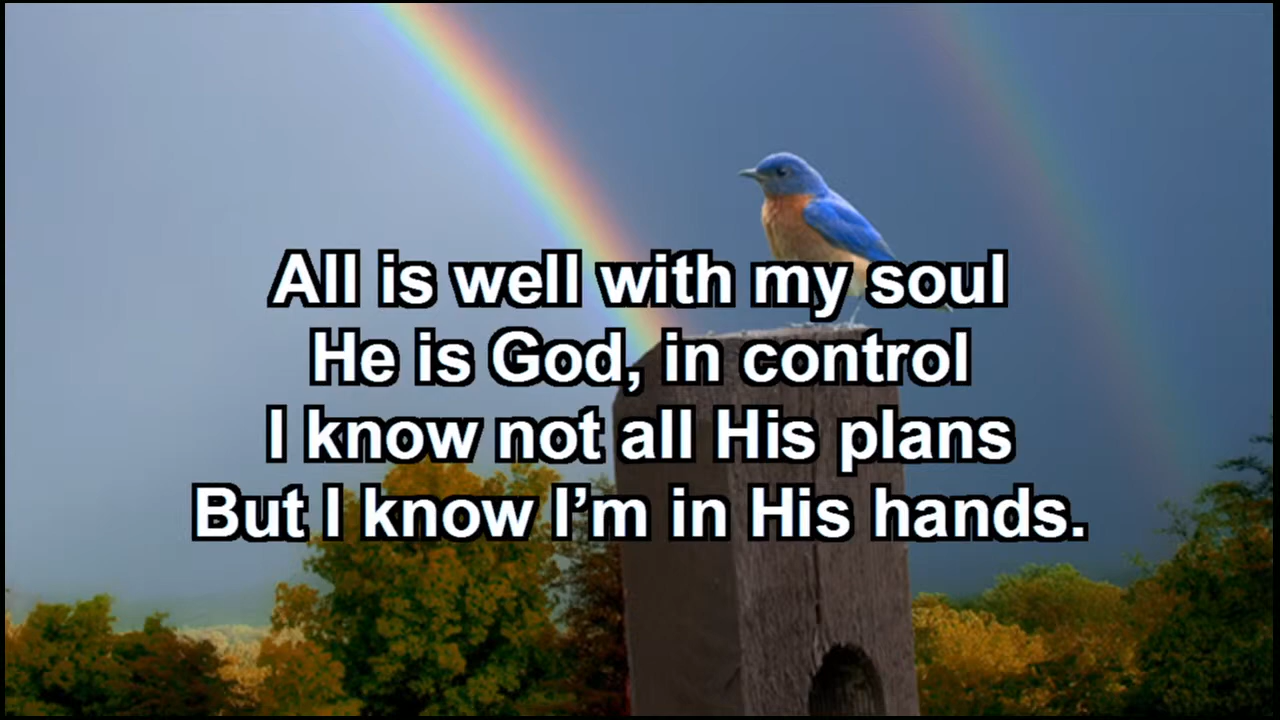 All is well with my soul
He is God, in control
I know not all His plans
But I know I’m in His hands.